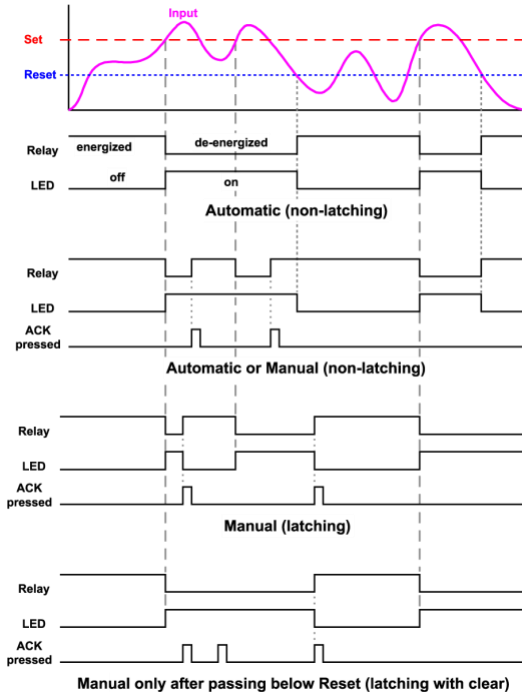 Input
Set
Reset
Relay energized de-energized
LED off on
Automatic (non-latching)
Relay
LED
ACK
pressed
Automatic or Manual (non-latching)
Relay
LED
ACK
pressed
Manual (latching)
Relay
LED
ACK
pressed
Manual only after passing below Reset (latching with clear)